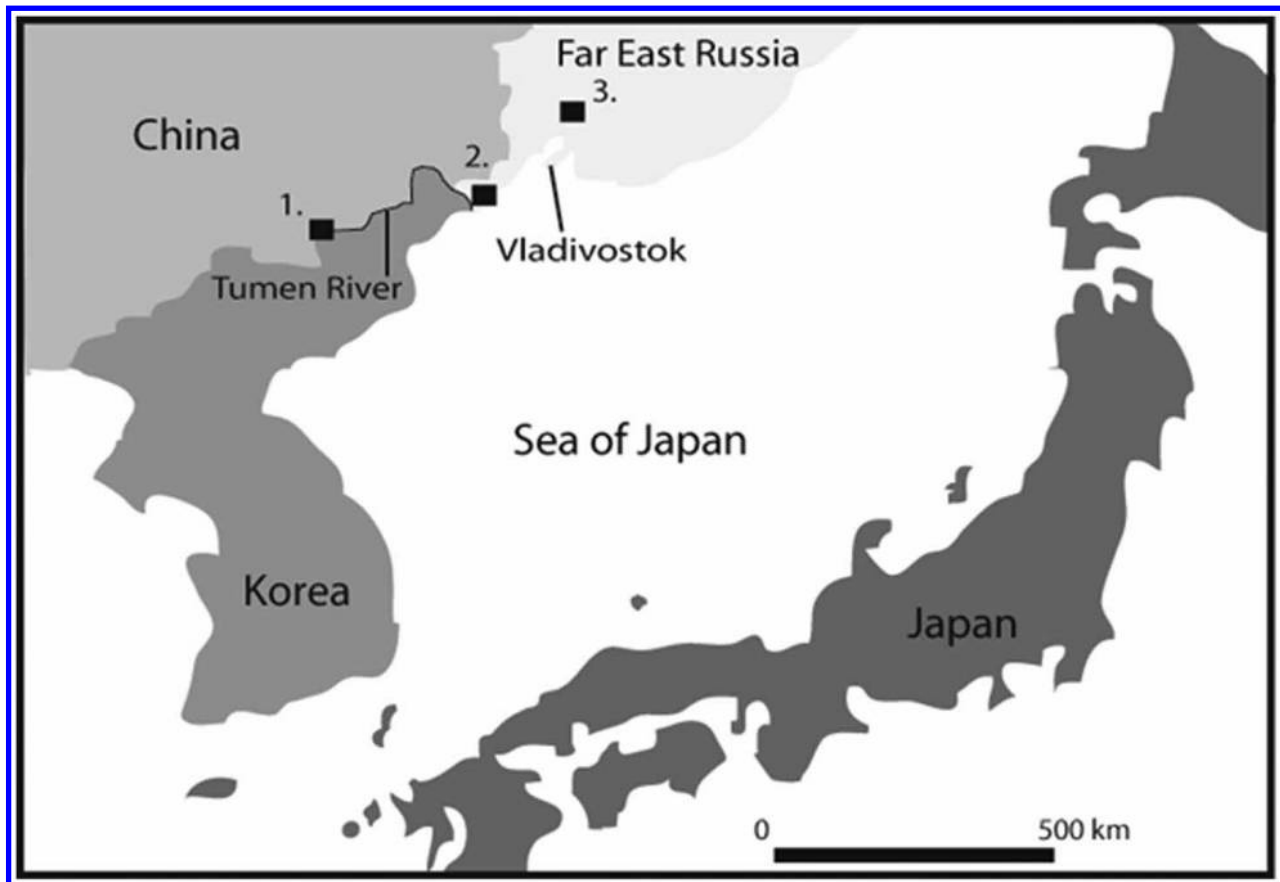 Far East Russia
3.
China
2.
1.
Vladivostok
Tumen River
Sea of Japan
Korea
Japan
0 500 km